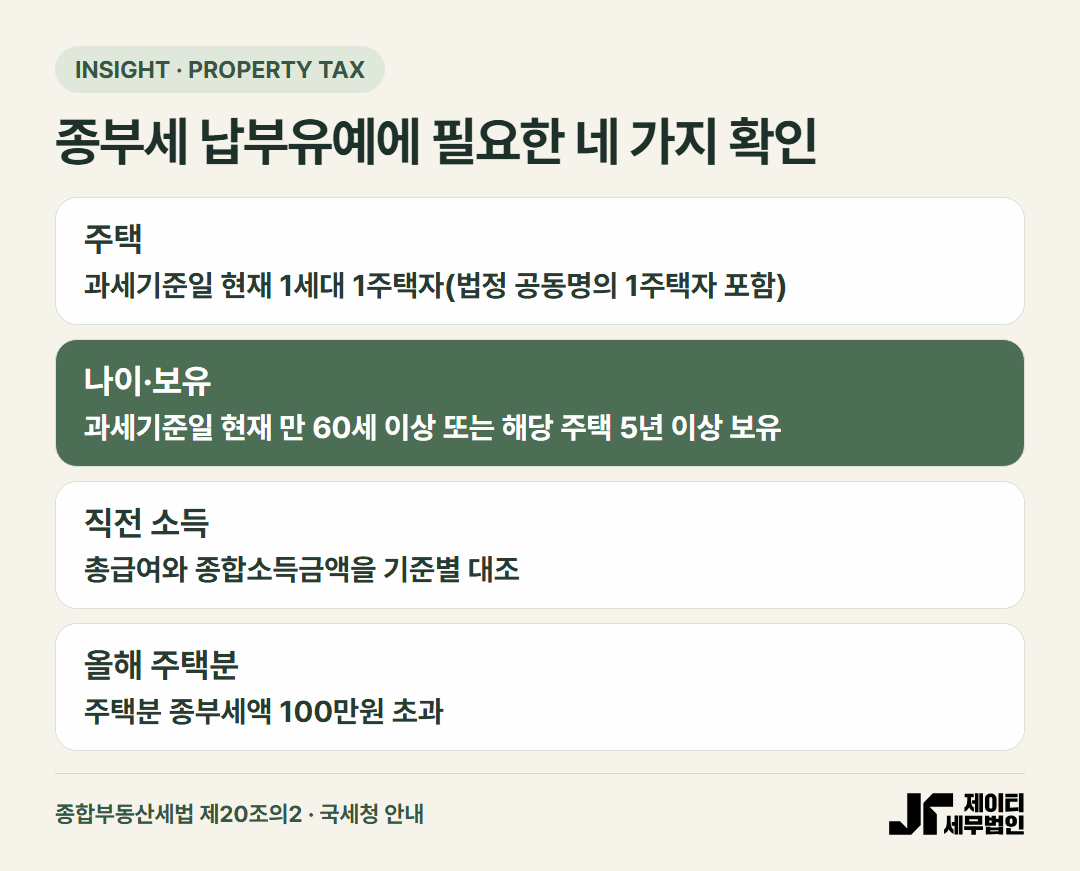 INSIGHT · PROPERTY TAX
종부세 납부유예에 필요한 네 가지 확인
주택
과세기준일 현재 1세대 1주택자(법정 공동명의 1주택자 포함)
나이·보유
과세기준일 현재 만 60세 이상 또는 해당 주택 5년 이상 보유
직전 소득
총급여와 종합소득금액을 기준별 대조
올해 주택분
주택분 종부세액 100만원 초과
종합부동산세법 제20조의2 · 국세청 안내
JT 제이티
세무법인